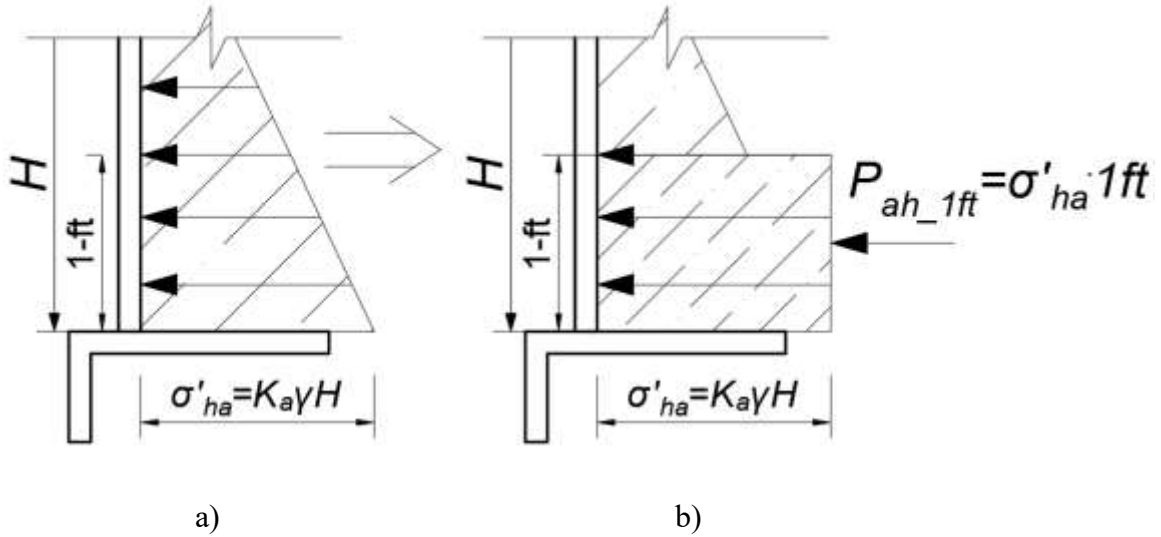 H
1-ft
σ'ha=KaγH
a)
H
1-ft
Pah_1ft=σ'ha·1ft
σ'ha=KaγH
b)